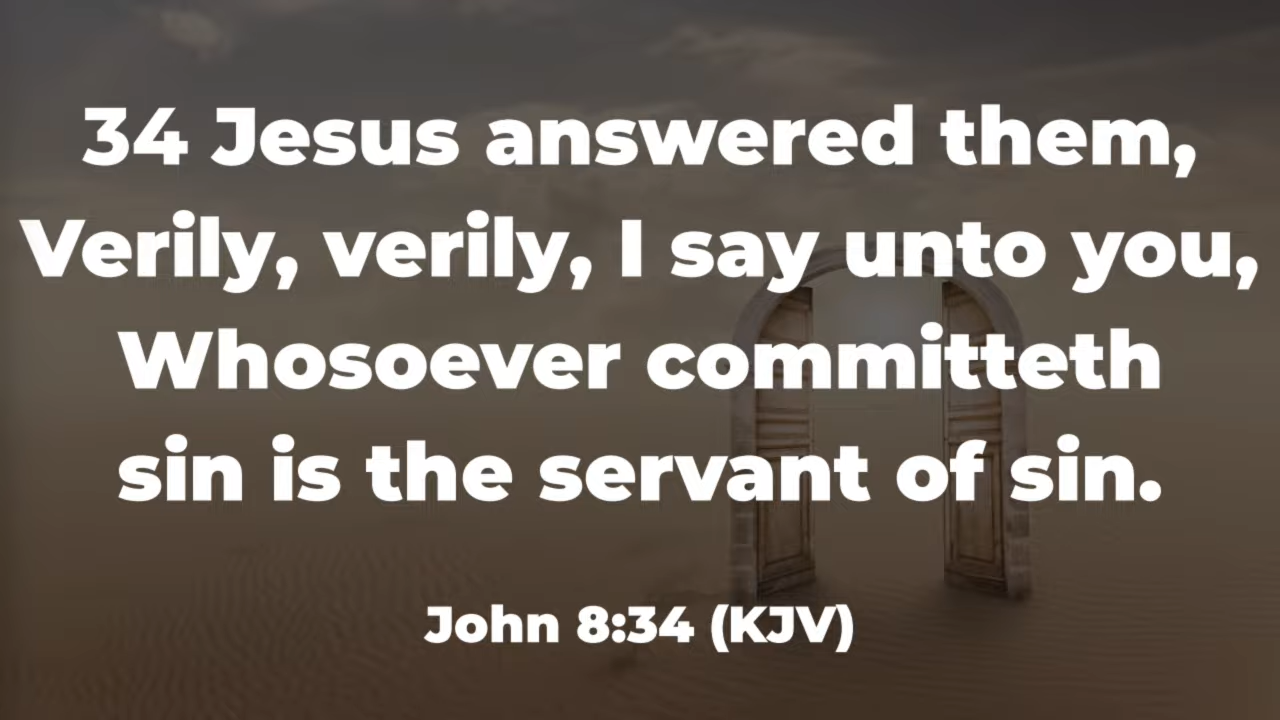 34 Jesus answered them,
Verily, verily, I say unto you,
Whosoever committeth
sin is the servant of sin.
John 8:34 (KJV)